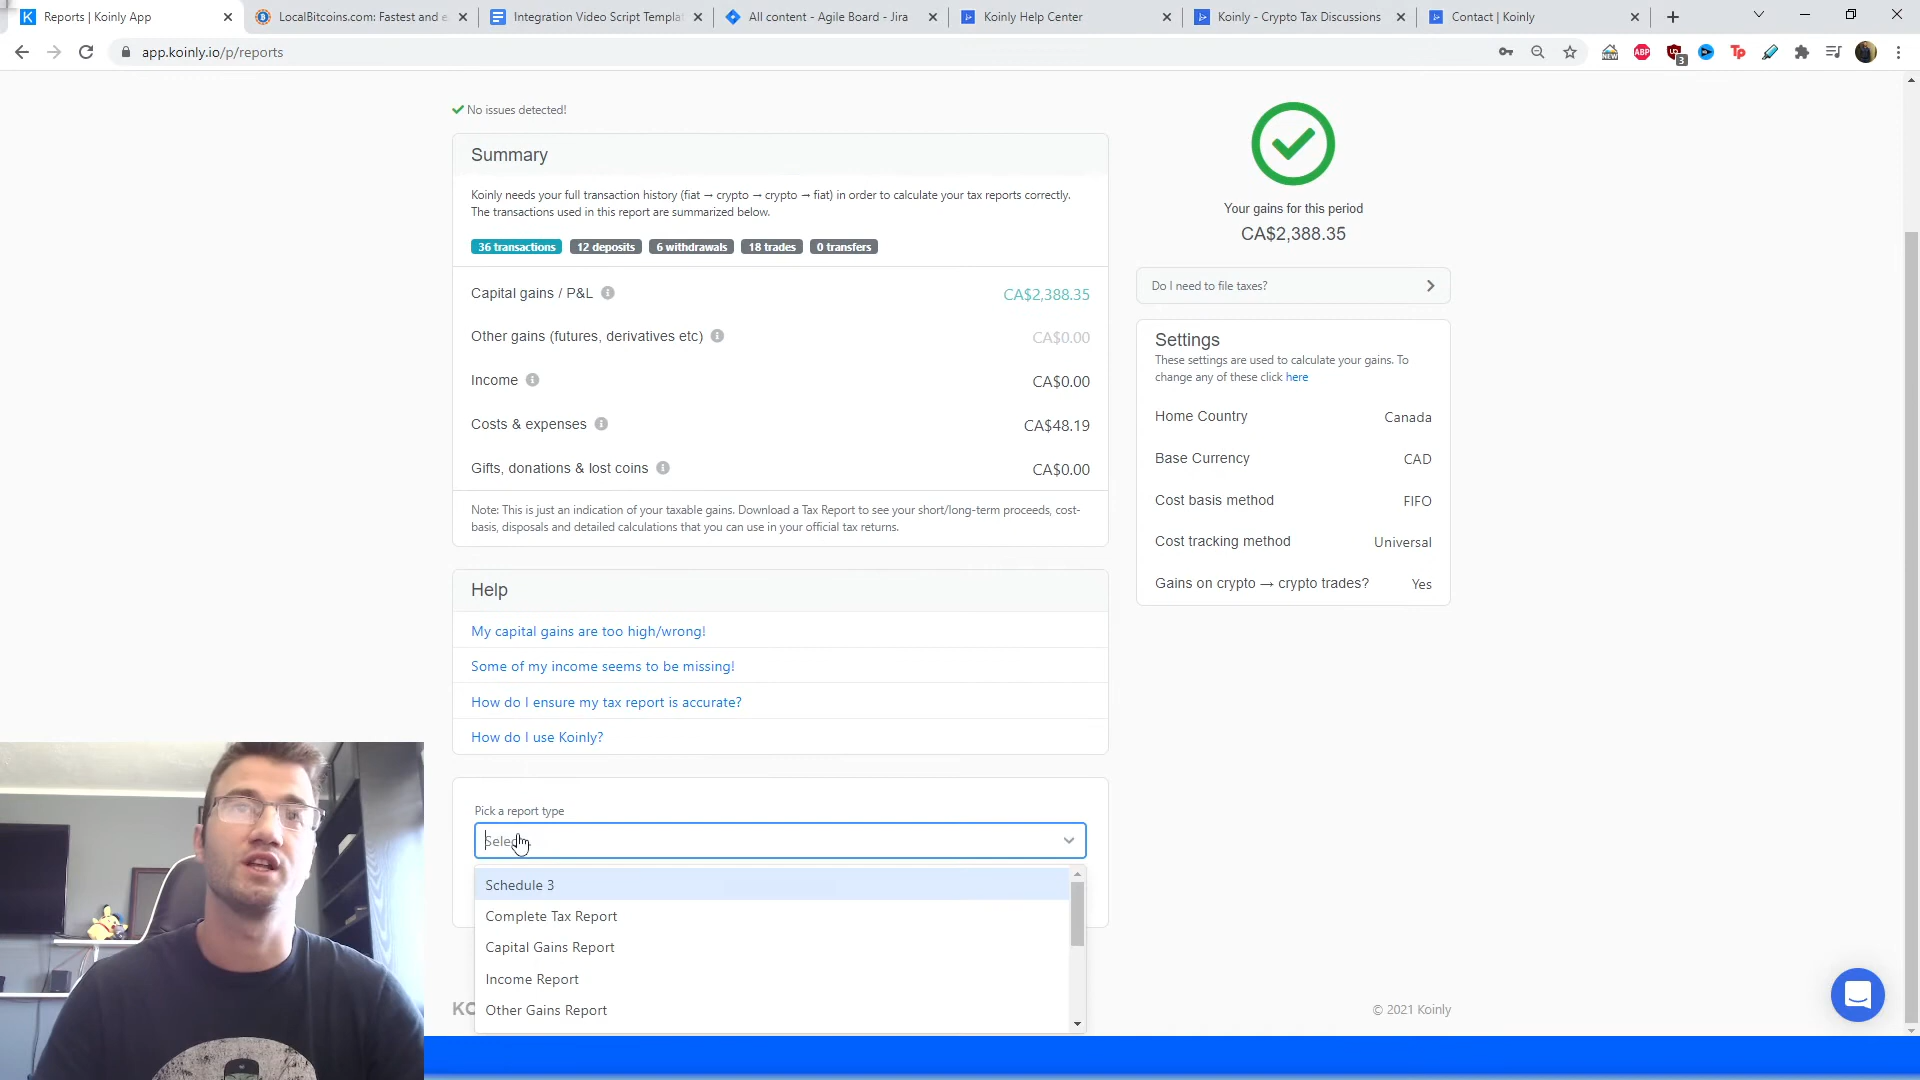 Reports | Koinly App
LocalBitcoins.com: Fastest and e
Integration Video Script Templat
All content - Agile Board - Jira
Koinly Help Center
Koinly - Crypto Tax Discussions
Contact | Koinly
app.koinly.io/p/reports
NEW
ABP
3
Tp
No issues detected!
Summary
Koinly needs your full transaction history (fiat → crypto → crypto → fiat) in order to calculate your tax reports correctly.
The transactions used in this report are summarized below.
36 transactions 12 deposits 6 withdrawals 18 trades 0 transfers
Capital gains / P&L CA$2,388.35
Other gains (futures, derivatives etc) CA$0.00
Income CA$0.00
Costs & expenses CA$48.19
Gifts, donations & lost coins CA$0.00
Note: This is just an indication of your taxable gains. Download a Tax Report to see your short/long-term proceeds, cost-
basis, disposals and detailed calculations that you can use in your official tax returns.
Help
My capital gains are too high/wrong!
Some of my income seems to be missing!
How do I ensure my tax report is accurate?
How do I use Koinly?
Pick a report type
Schedule 3
Complete Tax Report
Capital Gains Report
Income Report
Other Gains Report
Your gains for this period
CA$2,388.35
Do I need to file taxes?
Settings
These settings are used to calculate your gains. To
change any of these click here
Home Country Canada
Base Currency CAD
Cost basis method FIFO
Cost tracking method Universal
Gains on crypto → crypto trades? Yes
© 2021 Koinly